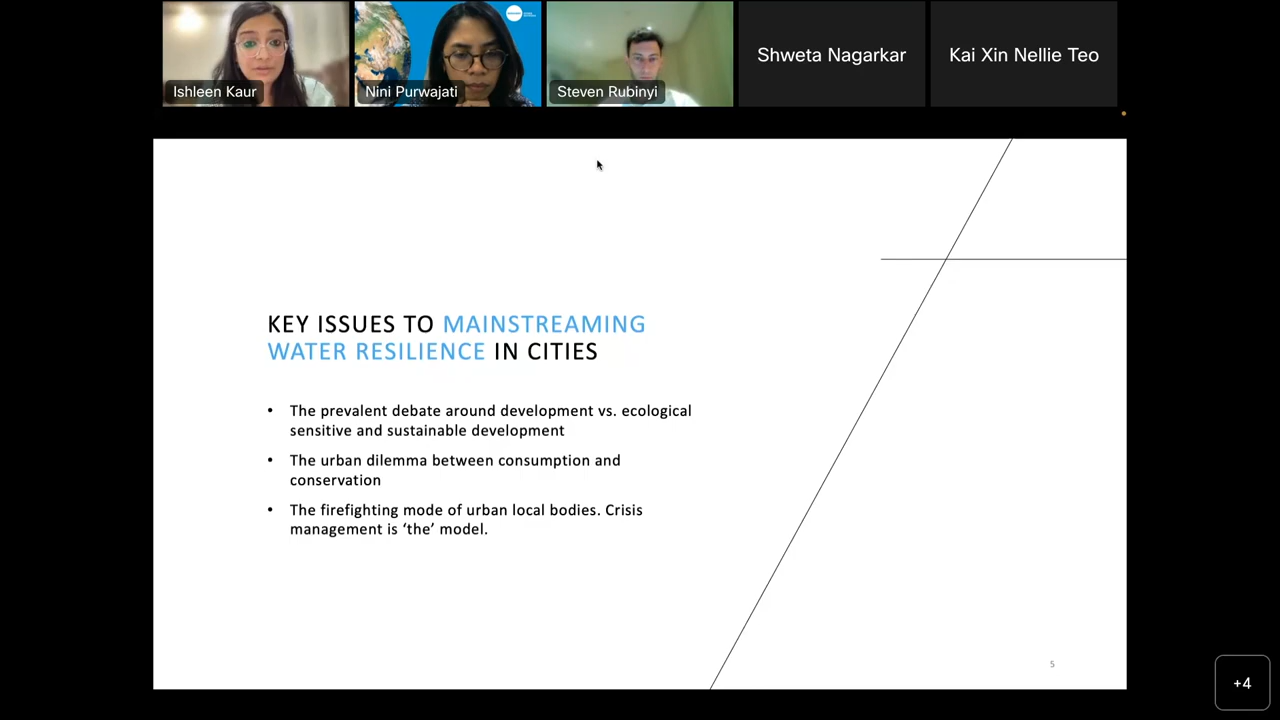 Ishleen Kaur
Nini Purwajati
Steven Rubinyi
Shweta Nagarkar
Kai Xin Nellie Teo
KEY ISSUES TO MAINSTREAMING
WATER RESILIENCE IN CITIES
• The prevalent debate around development vs. ecological
sensitive and sustainable development
• The urban dilemma between consumption and
conservation
• The firefighting mode of urban local bodies. Crisis
management is ‘the’ model.
5
+4